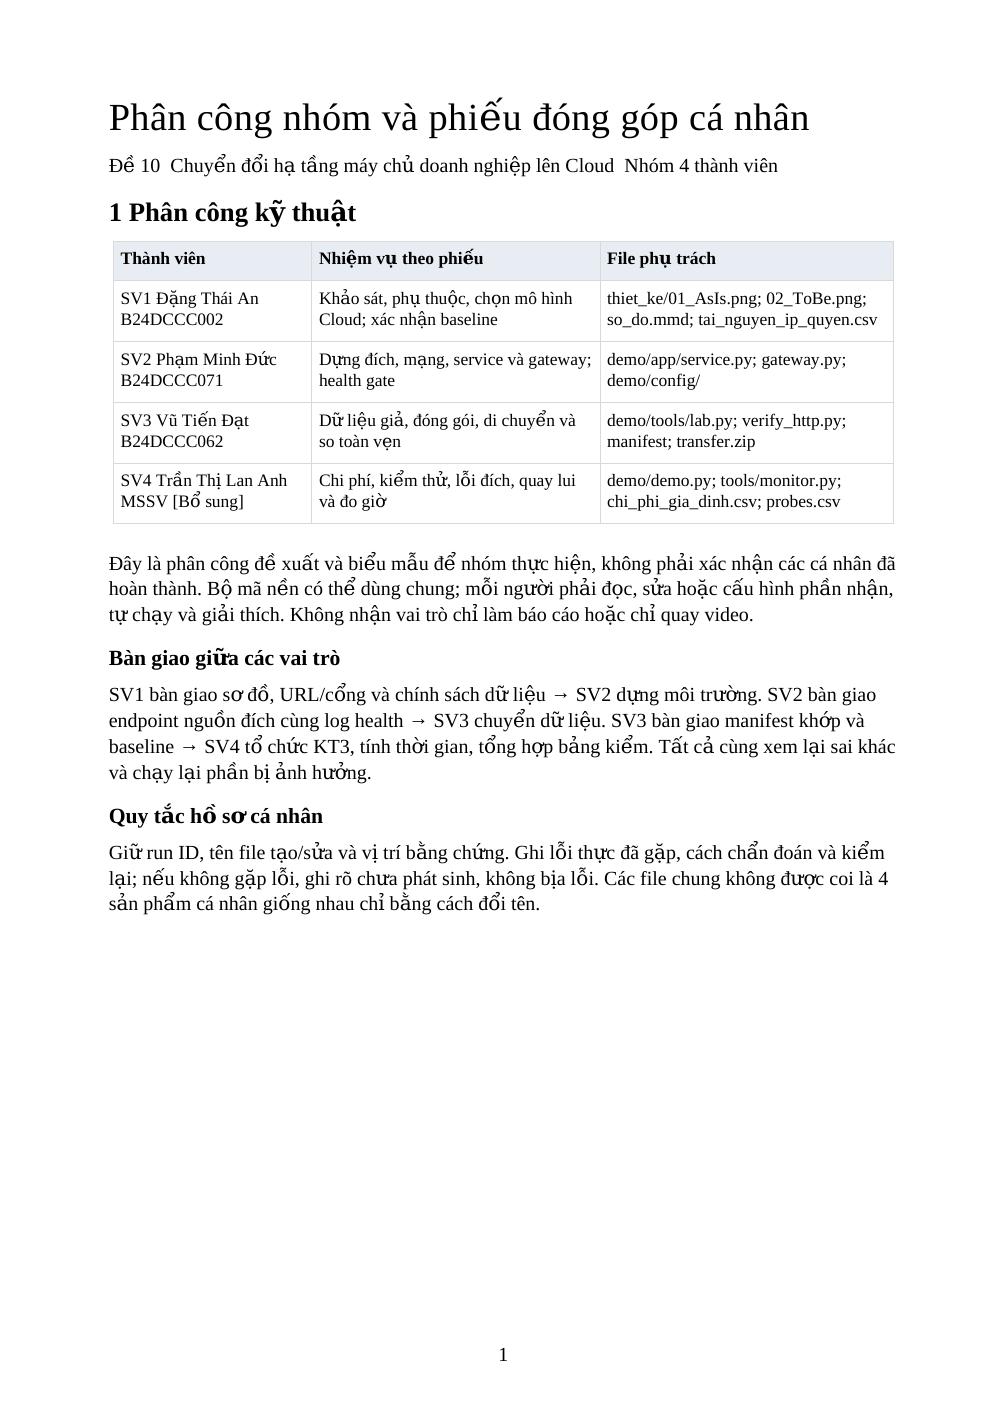 Phân công nhóm và phiếu đóng góp cá nhân
Đề 10  Chuyển đổi hạ tầng máy chủ doanh nghiệp lên Cloud  Nhóm 4 thành viên
1 Phân công kỹ thuật
Thành viên
Nhiệm vụ theo phiếu
File phụ trách
SV1 Đặng Thái An
B24DCCC002
Khảo sát, phụ thuộc, chọn mô hình
Cloud; xác nhận baseline
thiet_ke/01_AsIs.png; 02_ToBe.png;
so_do.mmd; tai_nguyen_ip_quyen.csv
SV2 Phạm Minh Đức
B24DCCC071
Dựng đích, mạng, service và gateway;
health gate
demo/app/service.py; gateway.py;
demo/config/
SV3 Vũ Tiến Đạt
B24DCCC062
Dữ liệu giả, đóng gói, di chuyển và
so toàn vẹn
demo/tools/lab.py; verify_http.py;
manifest; transfer.zip
SV4 Trần Thị Lan Anh
MSSV [Bổ sung]
Chi phí, kiểm thử, lỗi đích, quay lui
và đo giờ
demo/demo.py; tools/monitor.py;
chi_phi_gia_dinh.csv; probes.csv
Đây là phân công đề xuất và biểu mẫu để nhóm thực hiện, không phải xác nhận các cá nhân đã
hoàn thành. Bộ mã nền có thể dùng chung; mỗi người phải đọc, sửa hoặc cấu hình phần nhận,
tự chạy và giải thích. Không nhận vai trò chỉ làm báo cáo hoặc chỉ quay video.
Bàn giao giữa các vai trò
SV1 bàn giao sơ đồ, URL/cổng và chính sách dữ liệu → SV2 dựng môi trường. SV2 bàn giao
endpoint nguồn đích cùng log health → SV3 chuyển dữ liệu. SV3 bàn giao manifest khớp và
baseline → SV4 tổ chức KT3, tính thời gian, tổng hợp bảng kiểm. Tất cả cùng xem lại sai khác
và chạy lại phần bị ảnh hưởng.
Quy tắc hồ sơ cá nhân
Giữ run ID, tên file tạo/sửa và vị trí bằng chứng. Ghi lỗi thực đã gặp, cách chẩn đoán và kiểm
lại; nếu không gặp lỗi, ghi rõ chưa phát sinh, không bịa lỗi. Các file chung không được coi là 4
sản phẩm cá nhân giống nhau chỉ bằng cách đổi tên.
1